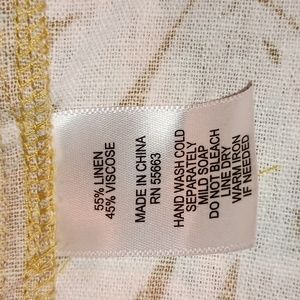 55% LINEN
45% VISCOSE
MADE IN CHINA
RN 55663
HAND WASH COLD
SEPARATELY
MILD SOAP
DO NOT BLEACH
LINE DRY
WARM IRON
IF NEEDED